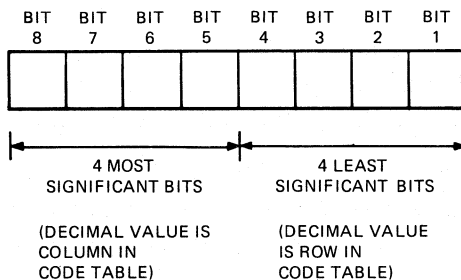 BIT BIT BIT BIT BIT BIT BIT BIT
8 7 6 5 4 3 2 1
4 MOST
SIGNIFICANT BITS
4 LEAST
SIGNIFICANT BITS
(DECIMAL VALUE IS
COLUMN IN
CODE TABLE)
(DECIMAL VALUE
IS ROW IN
CODE TABLE)